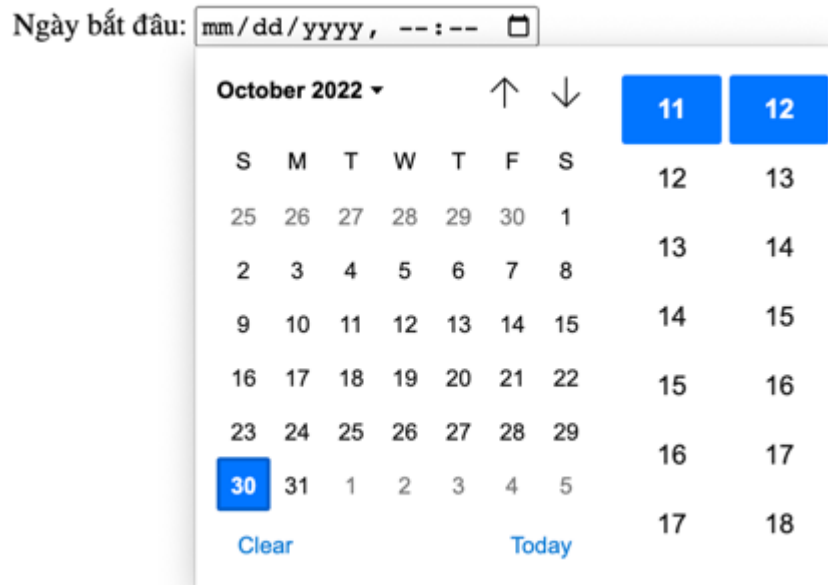 Ngày bắt đâu: mm/dd/yyyy, --:--
October 2022
S M T W T F S
25 26 27 28 29 30 1
2 3 4 5 6 7 8
9 10 11 12 13 14 15
16 17 18 19 20 21 22
23 24 25 26 27 28 29
30 31 1 2 3 4 5
Clear Today
11 12
12 13
13 14
14 15
15 16
16 17
17 18